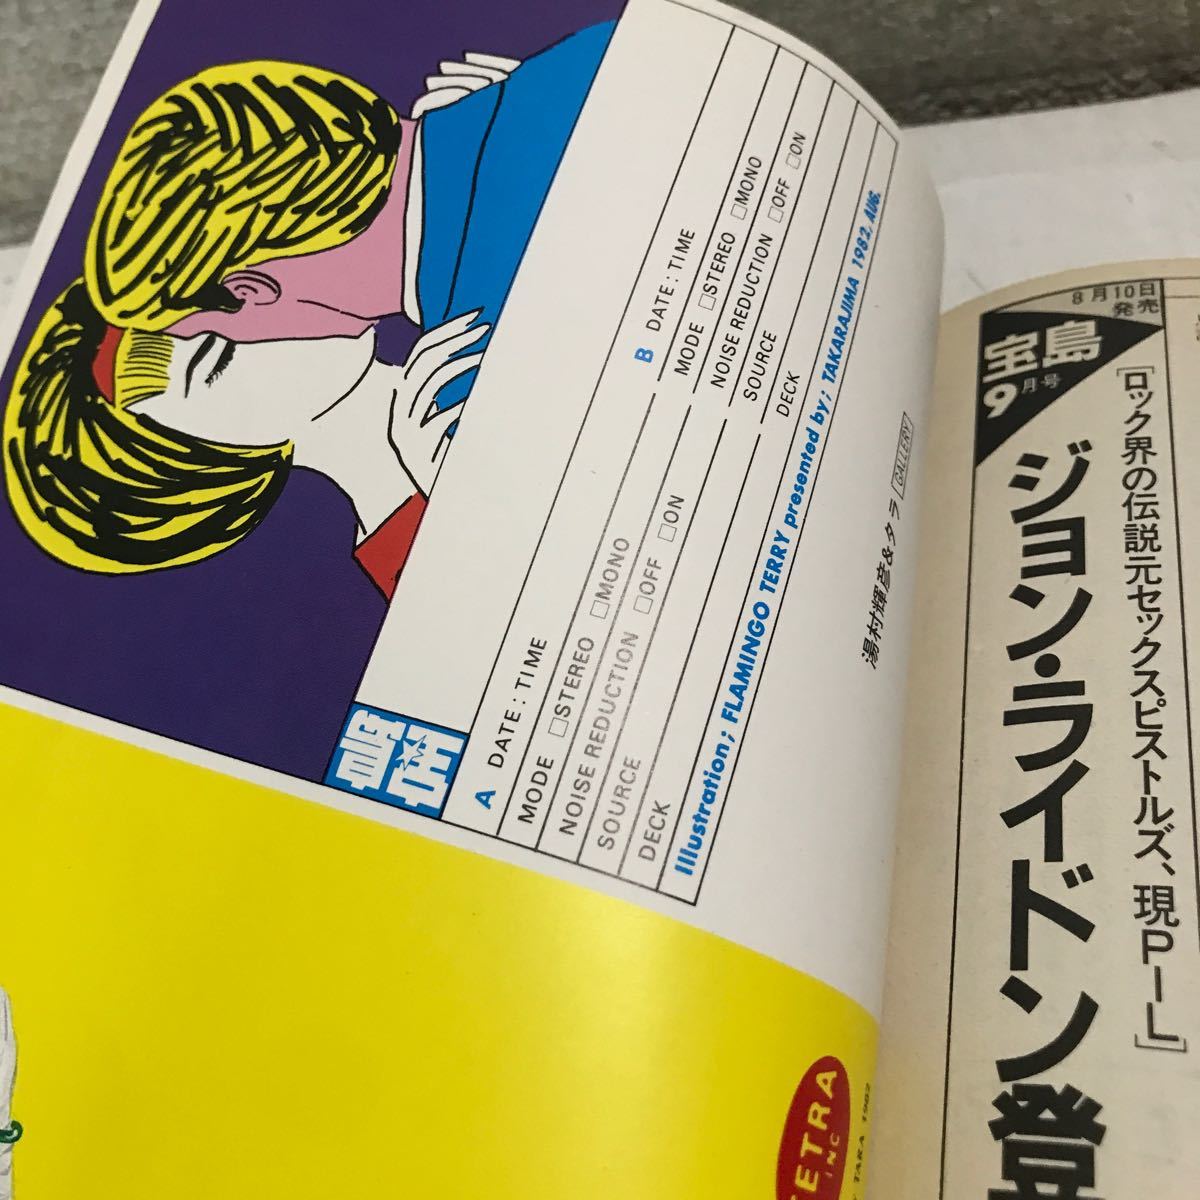 A DATE:TIME
MODE □STEREO □MONO
NOISE REDUCTION □OFF □ON
SOURCE
DECK
B DATE:TIME
MODE □STEREO □MONO
NOISE REDUCTION □OFF □ON
SOURCE
DECK
Illustration; FLAMINGO TERRY presented by; TAKARAJIMA 1982, AUG.
湯村輝彦&タラ GALLERY
TARA 1982
8月10日
発売
宝島
9月号
[ロック界の伝説元セックスピストルズ、現PIL]
ジョン・ライドン登